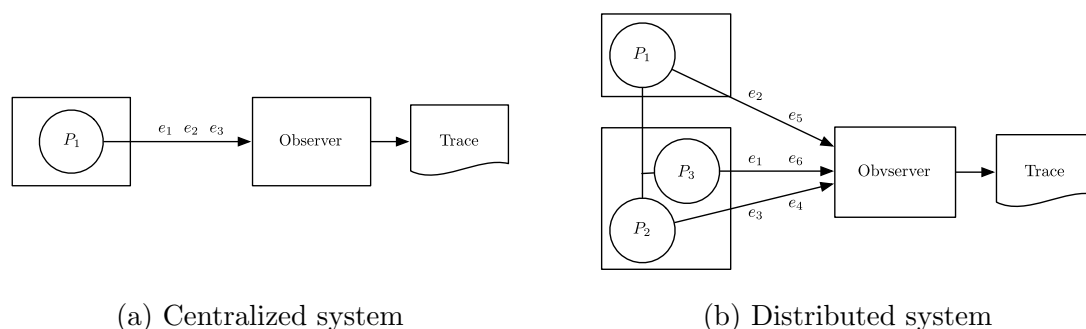 P1
e1 e2 e3
Observer
Trace
(a) Centralized system
P1
e2
e5
P3
e1
e6
P2
e3
e4
Obvserver
Trace
(b) Distributed system